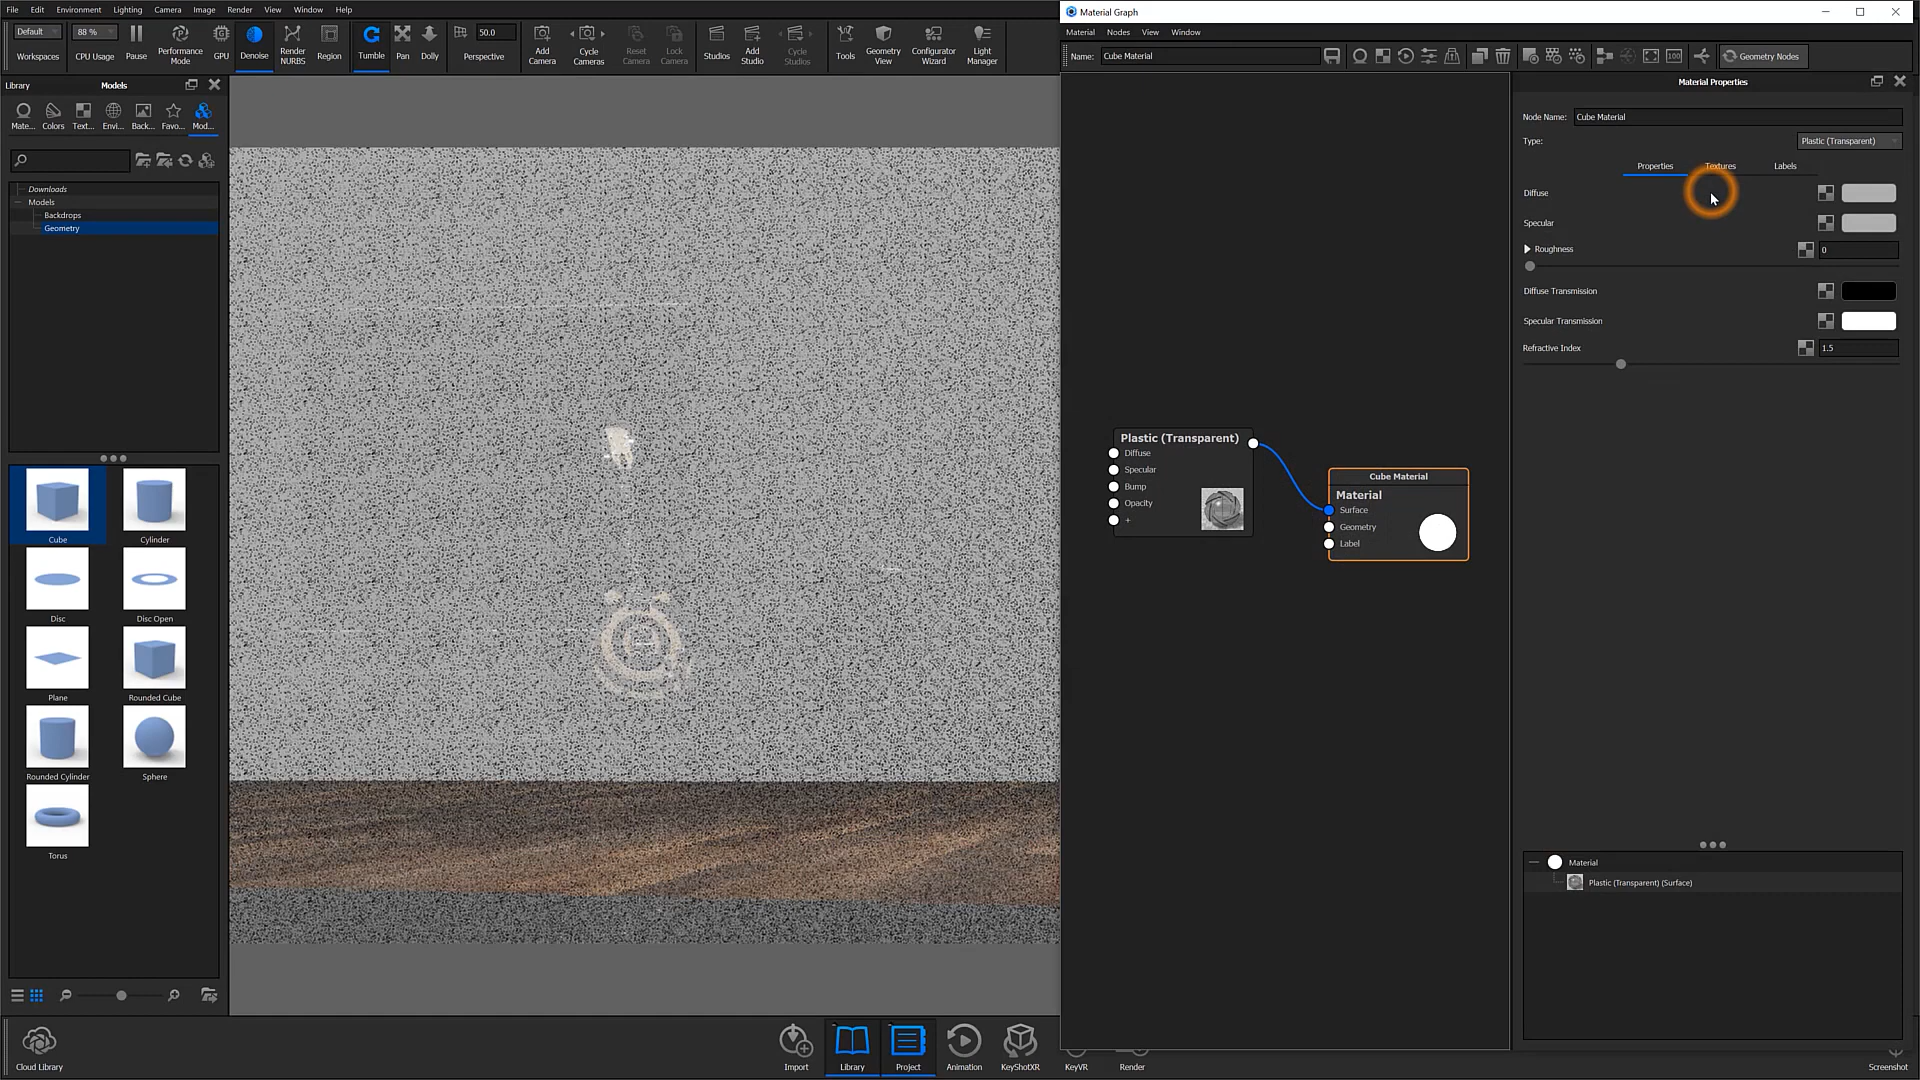 File Edit Environment Lighting Camera Image Render View Window Help
Default 88 % 50.0
Workspaces CPU Usage Pause Performance Mode GPU Denoise Render NURBS Region Tumble Pan Dolly Perspective Add Camera Cycle Cameras Reset Camera Lock Camera Studios Add Studio Cycle Studios Tools Geometry View Configurator Wizard Light Manager
Library Models
Mate... Colors Text... Envi... Back... Favo... Mod...
Downloads
Models
Backdrops
Geometry
Cube Cylinder
Disc Disc Open
Plane Rounded Cube
Rounded Cylinder Sphere
Torus
Cloud Library Import Library Project Animation KeyShotXR KeyVR Render Screenshot
Material Graph
Material Nodes View Window
Name: Cube Material 100 Geometry Nodes
Plastic (Transparent)
Diffuse
Specular
Bump
Opacity
+
Cube Material
Material
Surface
Geometry
Label
Material Properties
Node Name: Cube Material
Type: Plastic (Transparent)
Properties Textures Labels
Diffuse
Specular
Roughness 0
Diffuse Transmission
Specular Transmission
Refractive Index 1.5
Material
Plastic (Transparent) (Surface)